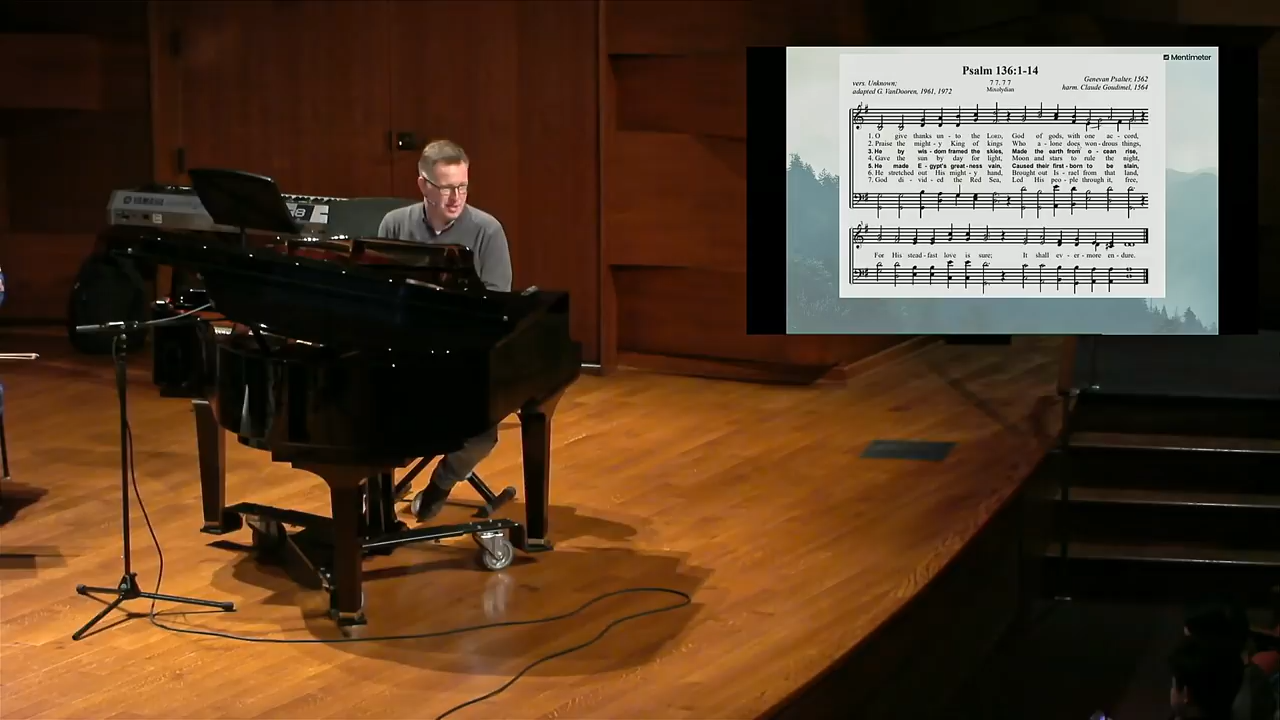 YAMAHA
Mentimeter
Psalm 136:1-14
vers. Unknown;
adapted G. VanDooren, 1961, 1972
7 7. 7 7
Mixolydian
Genevan Psalter, 1562
harm. Claude Goudimel, 1564
1. O give thanks un - to the LORD, God of gods, with one ac - cord,
2. Praise the might - y King of kings Who a - lone does won - drous things,
3. He by wis - dom framed the skies, Made the earth from o - cean rise,
4. Gave the sun by day for light, Moon and stars to rule the night,
5. He made E - gypt's great - ness vain, Caused their first - born to be slain,
6. He stretched out His might - y hand, Brought out Is - rael from that land,
7. God di - vid - ed the Red Sea, Led His peo - ple through it, free,
For His stead - fast love is sure; It shall ev - er - more en - dure.